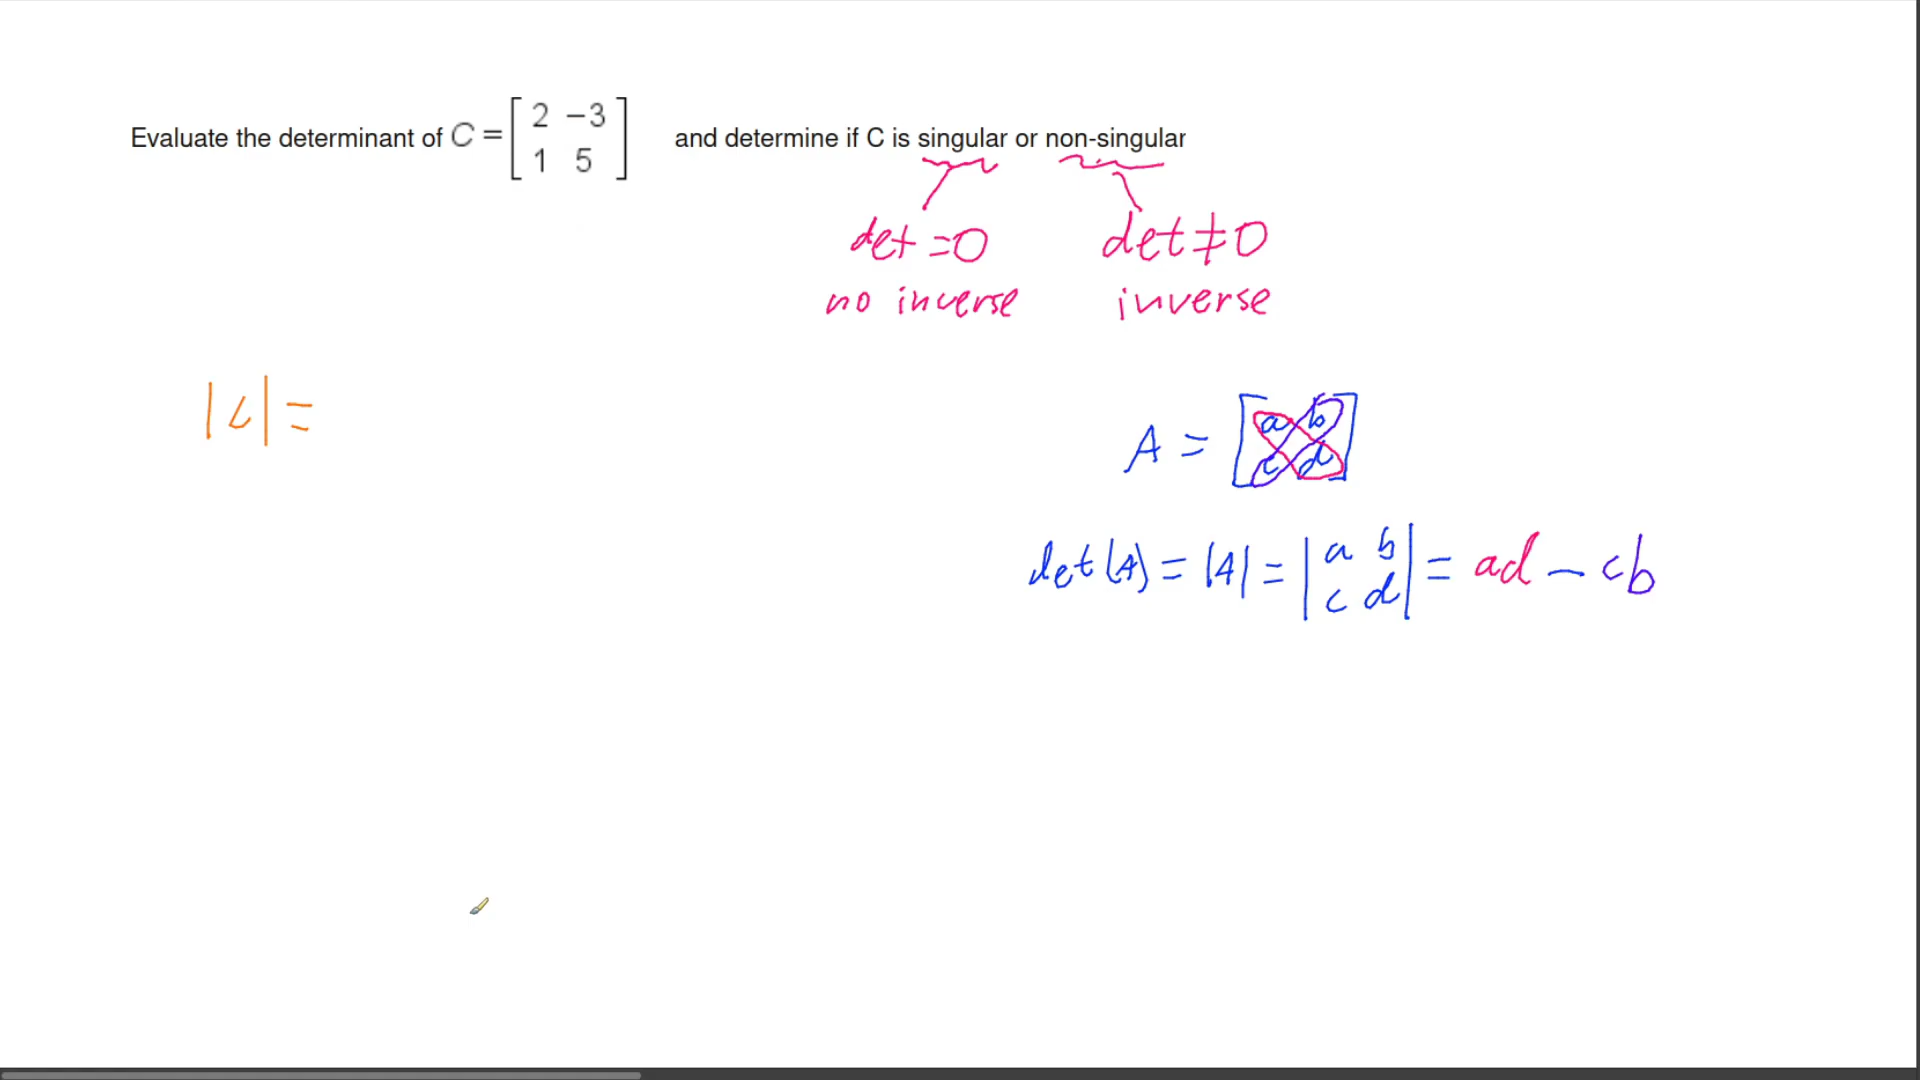 Evaluate the determinant of C = [ 2 −3 ] and determine if C is singular or non-singular
[ 1 5 ]
det = 0 det ≠ 0
no inverse inverse
|C| =
A = [ a b ]
[ c d ]
det(A) = |A| = | a b | = ad − cb
| c d |